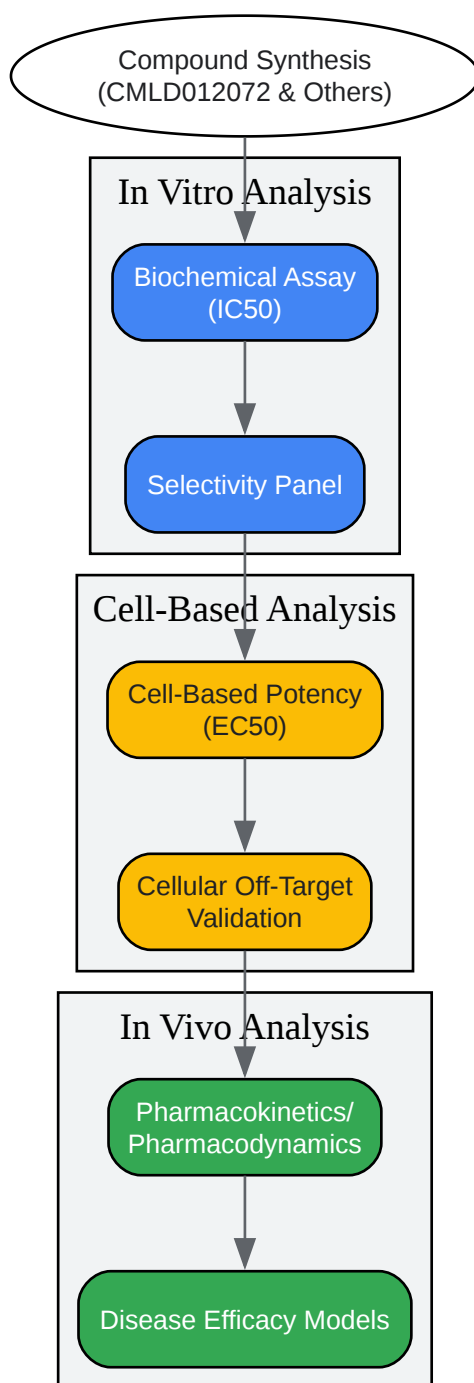 Compound Synthesis
(CMLD012072 & Others)
In Vitro Analysis
Biochemical Assay
(IC50)
Selectivity Panel
Cell-Based Analysis
Cell-Based Potency
(EC50)
Cellular Off-Target
Validation
In Vivo Analysis
Pharmacokinetics/
Pharmacodynamics
Disease Efficacy Models